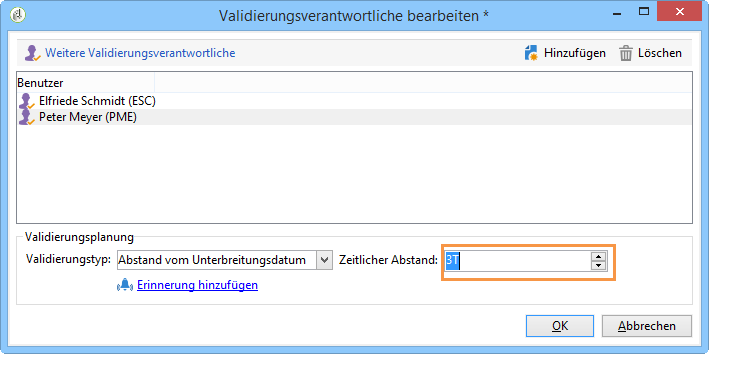 Validierungsverantwortliche bearbeiten *
Weitere Validierungsverantwortliche Hinzufügen Löschen
Benutzer
Elfriede Schmidt (ESC)
Peter Meyer (PME)
Validierungsplanung
Validierungstyp: Abstand vom Unterbreitungsdatum Zeitlicher Abstand: 3T
Erinnerung hinzufügen
OK Abbrechen